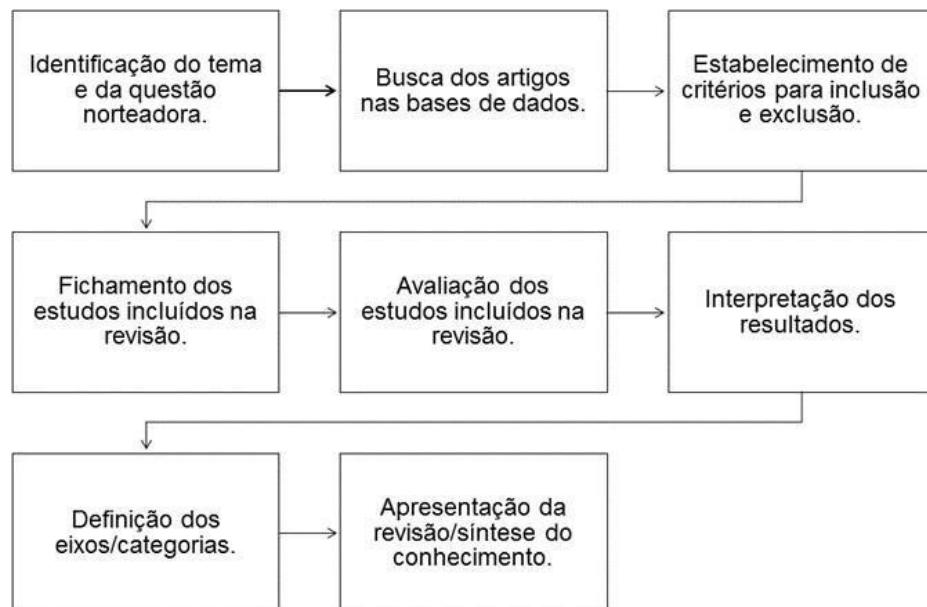 Identificação do tema
e da questão
norteadora.
Busca dos artigos
nas bases de dados.
Estabelecimento de
critérios para inclusão
e exclusão.
Fichamento dos
estudos incluídos na
revisão.
Avaliação dos
estudos incluídos na
revisão.
Interpretação dos
resultados.
Definição dos
eixos/categorias.
Apresentação da
revisão/síntese do
conhecimento.